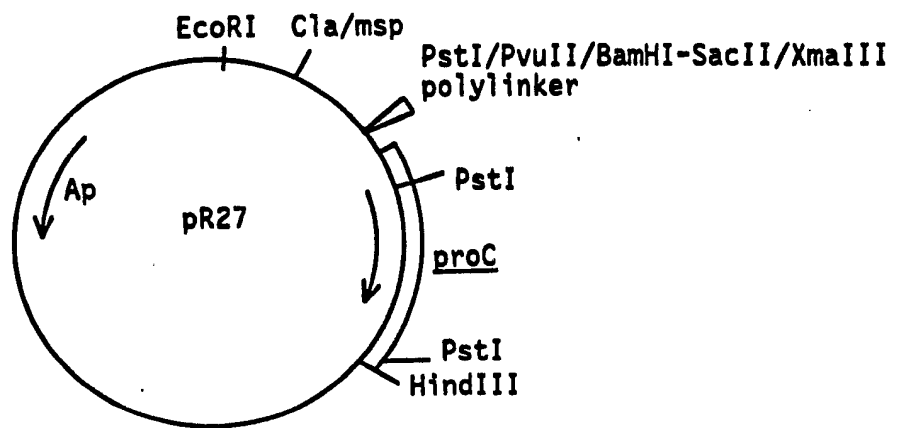 EcoRI
Cla/msp
PstI/PvuII/BamHI-SacII/XmaIII
polylinker
PstI
Ap
pR27
proC
PstI
HindIII